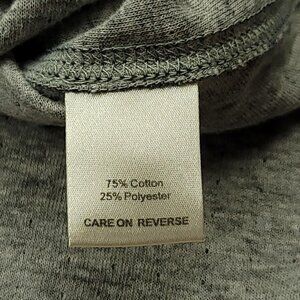 75% Cotton
25% Polyester
CARE ON REVERSE